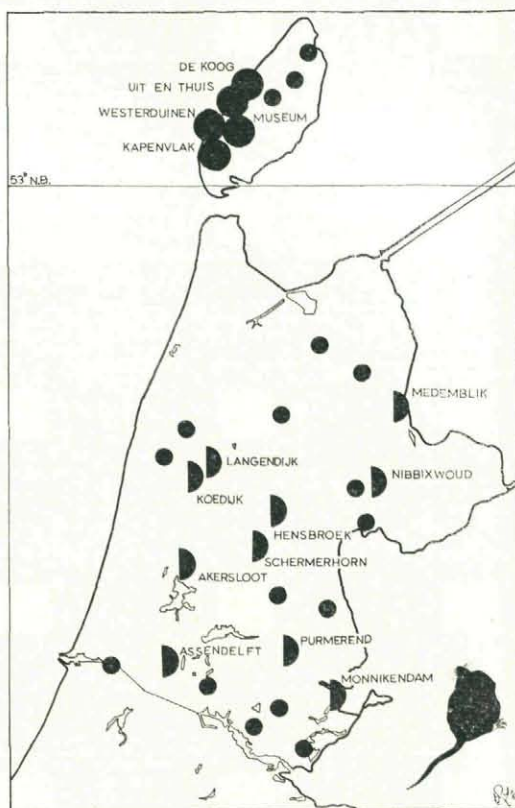 DE KOOG
UIT EN THUIS
WESTERDUINEN
MUSEUM
KAPENVLAK
53° N.B.
MEDEMBLIK
LANGENDIJK
KOEDIJK
NIBBIXWOUD
HENSBROEK
SCHERMERHORN
AKERSLOOT
PURMEREND
ASSENDELFT
MONNIKENDAM